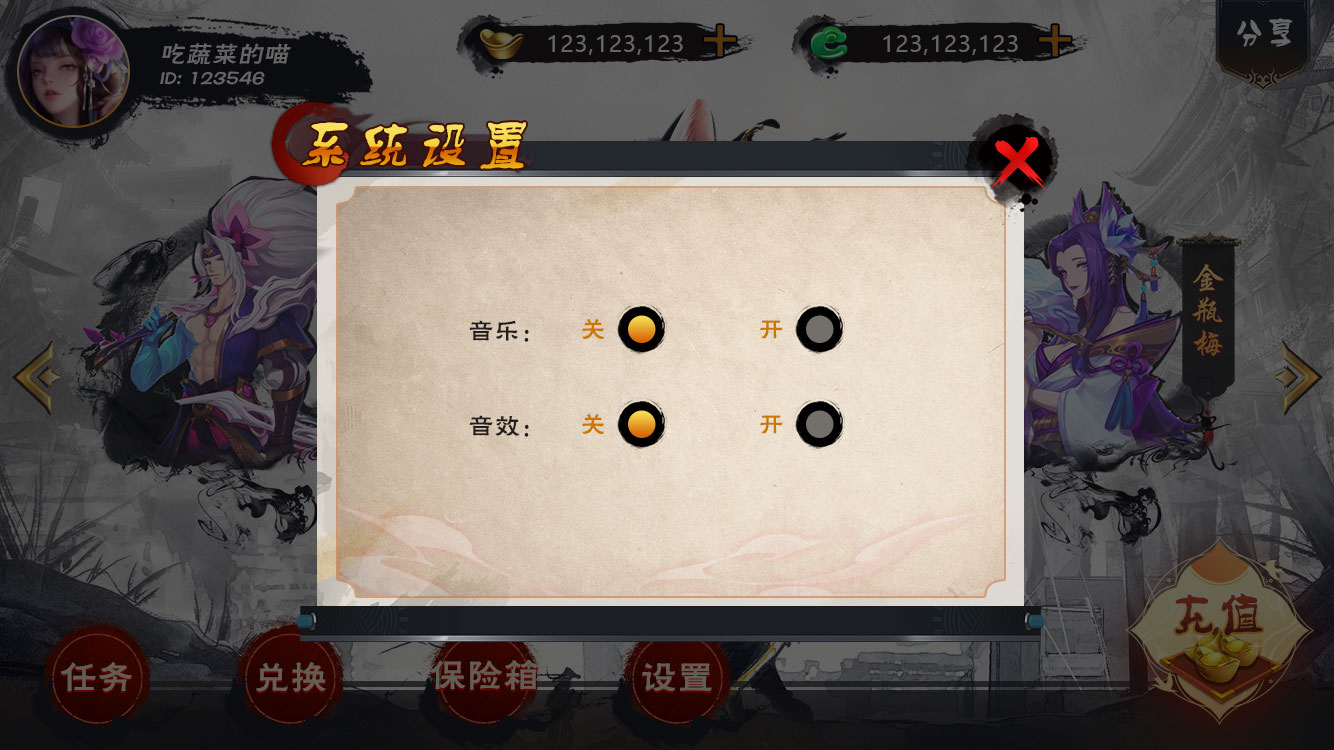 吃蔬菜的喵
ID: 123546
123,123,123
123,123,123
分享
系统设置
金瓶梅
音乐： 关 开
音效： 关 开
充值
任务
兑换
保险箱
设置